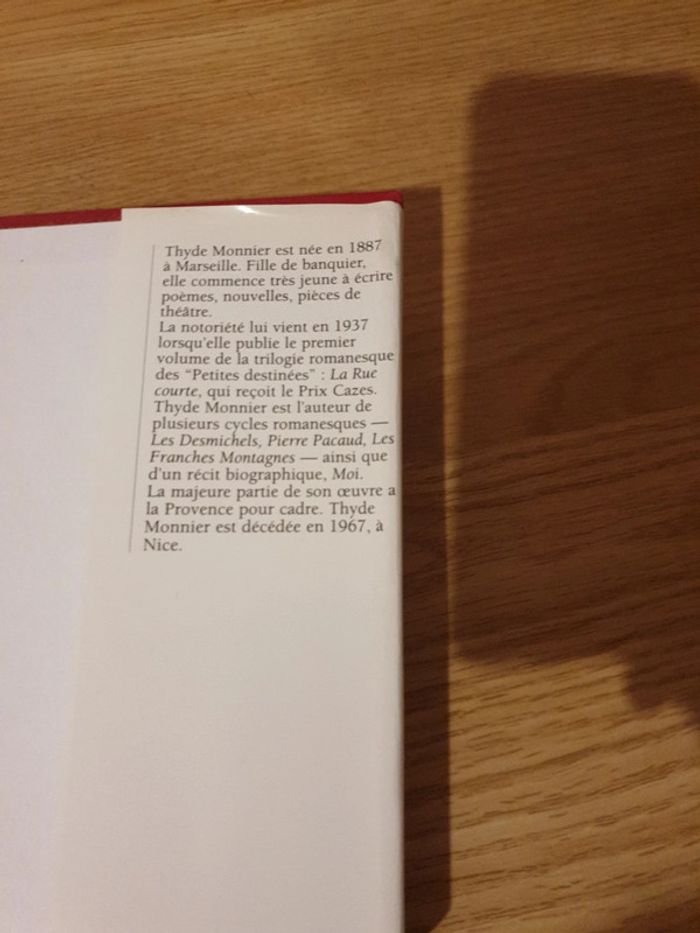 Thyde Monnier est née en 1887
à Marseille. Fille de banquier,
elle commence très jeune à écrire
poèmes, nouvelles, pièces de
théâtre.
La notoriété lui vient en 1937
lorsqu'elle publie le premier
volume de la trilogie romanesque
des “Petites destinées” : La Rue
courte, qui reçoit le Prix Cazes.
Thyde Monnier est l'auteur de
plusieurs cycles romanesques —
Les Desmichels, Pierre Pacaud, Les
Franches Montagnes — ainsi que
d'un récit biographique, Moi.
La majeure partie de son œuvre a
la Provence pour cadre. Thyde
Monnier est décédée en 1967, à
Nice.